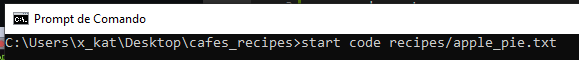 Prompt de Comando
C:\Users\x_kat\Desktop\cafes_recipes>start code recipes/apple_pie.txt